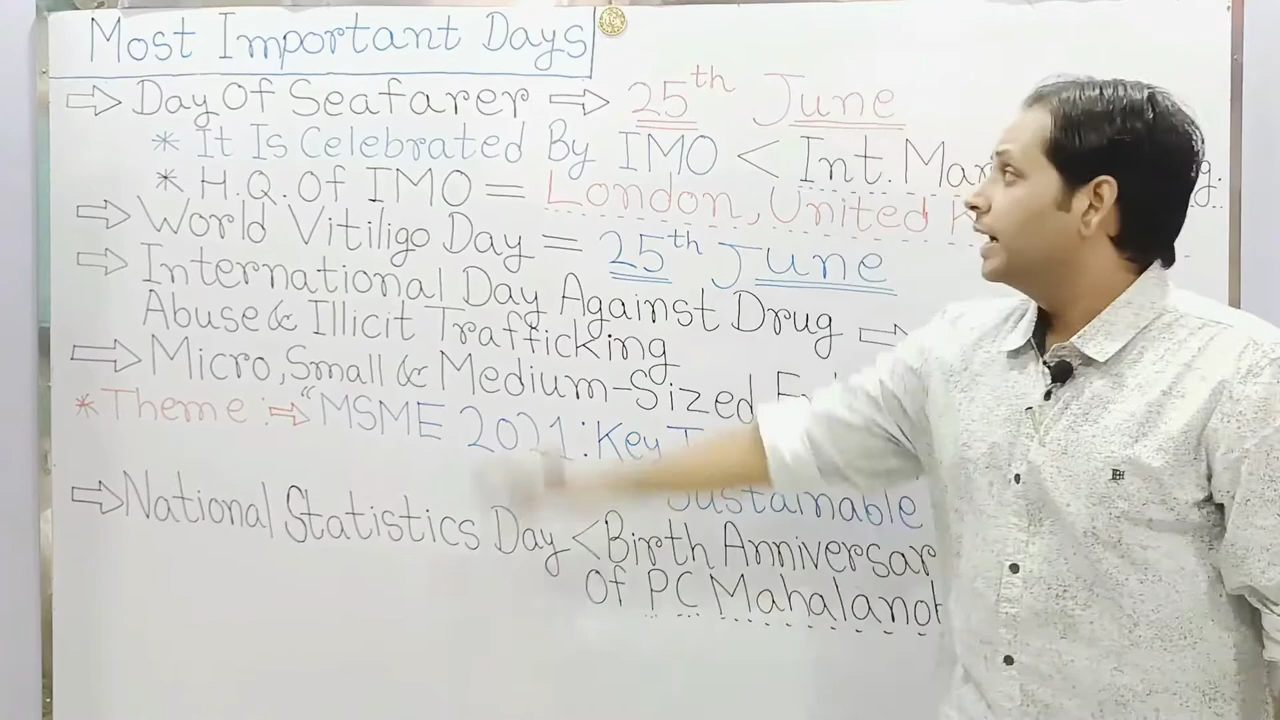 Most Important Days
Day Of Seafarer ⇒ 25th June
* It Is Celebrated By IMO < Int. Mar
* H.Q. Of IMO = London, United K
⇒ World Vitiligo Day = 25th June
⇒ International Day Against Drug
Abuse & Illicit Trafficking ⇒
⇒ Micro, Small & Medium-Sized
* Theme :⇒ "MSME 2021: Key
Sustainable
⇒ National Statistics Day < Birth Anniversar
Of PC Mahalanob